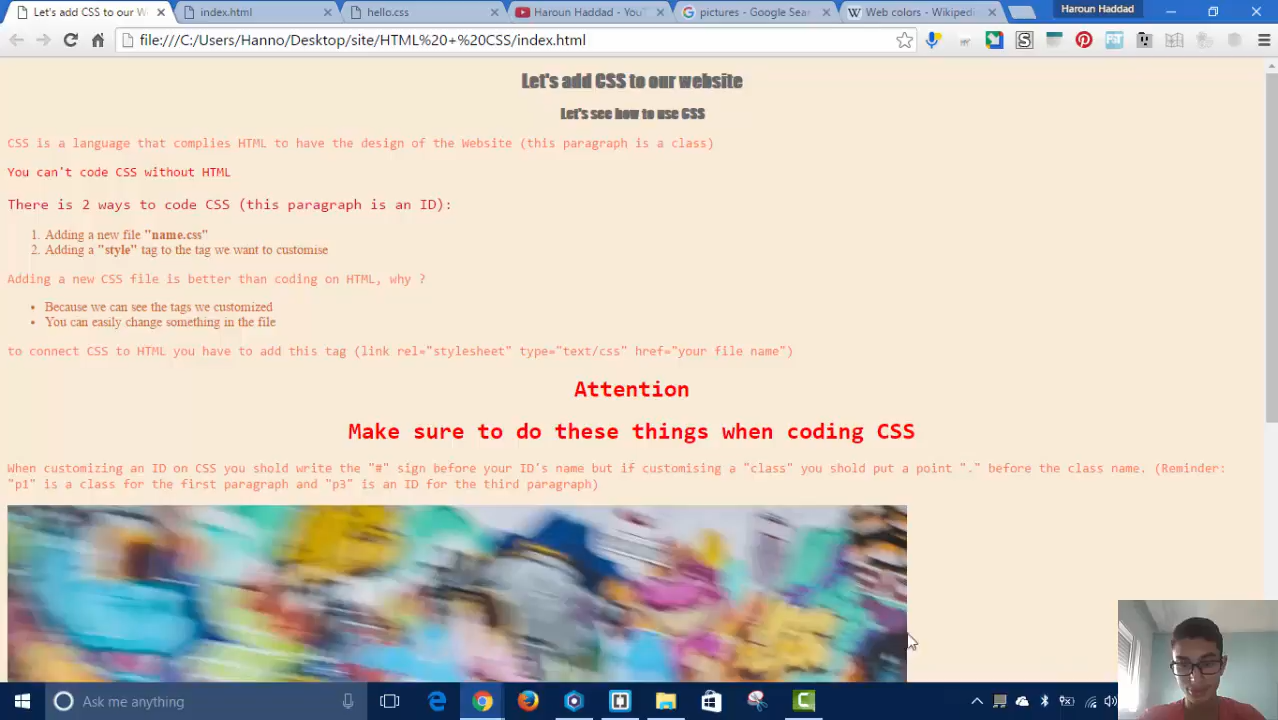 Let's add CSS to our W
index.html
hello.css
Haroun Haddad - YouT
pictures - Google Sear
Web colors - Wikiped
Haroun Haddad
file:///C:/Users/Hanno/Desktop/site/HTML%20+%20CSS/index.html
Let's add CSS to our website
Let's see how to use CSS
CSS is a language that complies HTML to have the design of the Website (this paragraph is a class)
You can't code CSS without HTML
There is 2 ways to code CSS (this paragraph is an ID):
1. Adding a new file "name.css"
2. Adding a "style" tag to the tag we want to customise
Adding a new CSS file is better than coding on HTML, why ?
• Because we can see the tags we customized
• You can easily change something in the file
to connect CSS to HTML you have to add this tag (link rel="stylesheet" type="text/css" href="your file name")
Attention
Make sure to do these things when coding CSS
When customizing an ID on CSS you shold write the "#" sign before your ID's name but if customising a "class" you shold put a point "." before the class name. (Reminder:
"p1" is a class for the first paragraph and "p3" is an ID for the third paragraph)
Ask me anything